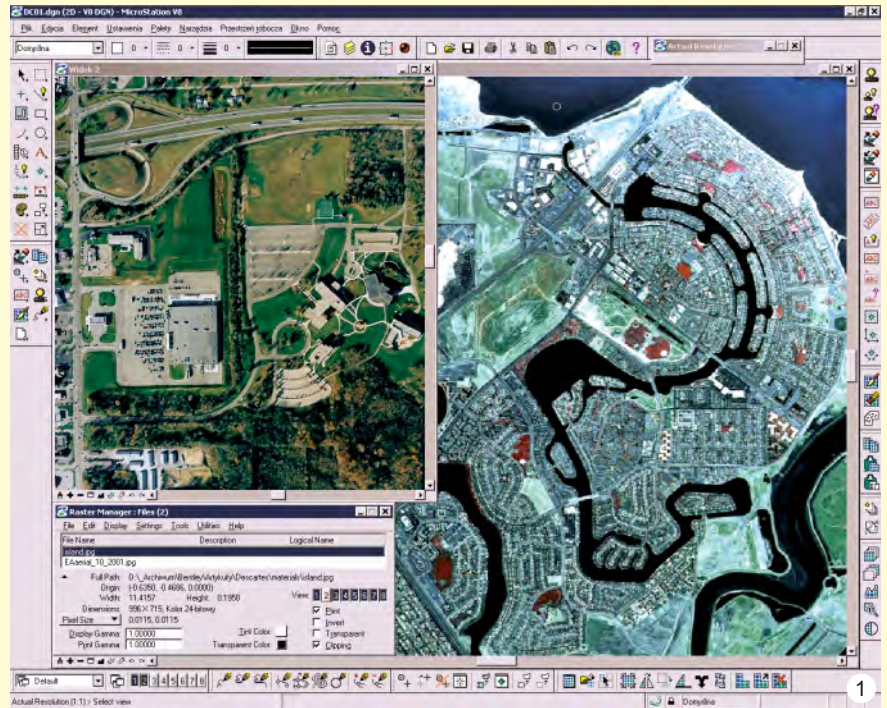 DC01.dgn (2D - V8 DGN) - MicroStation V8
Plik Edycja Element Ustawienia Palety Narzędzia Przestrzeń robocza Okno Pomoc
Domyślna 0 0 0
Widok 2
Raster Manager : Files (2)
File Edit Display Settings Tools Utilities Help
File Name Description Logical Name
island.jpg
EAaerial_10_2001.jpg
Full Path: D:\_Archiwum\Bentley\Artykuły\Descartes\materials\island.jpg
Origin: (-0.6350, -0.4686, 0.0000)
Width: 11.4157 Height: 8.1950 View: 1 2 3 4 5 6 7 8
Dimensions: 996 X 715, Kolor 24-bitowy
Pixel Size 0.0115, 0.0115
Print
Invert
Display Gamma: 1.00000 Tint Color Transparent
Print Gamma: 1.00000 Transparent Color Clipping
Default 1 2 3 4 5 6 7 8
Actual Resolution (1:1) > Select view
Domyślna
1